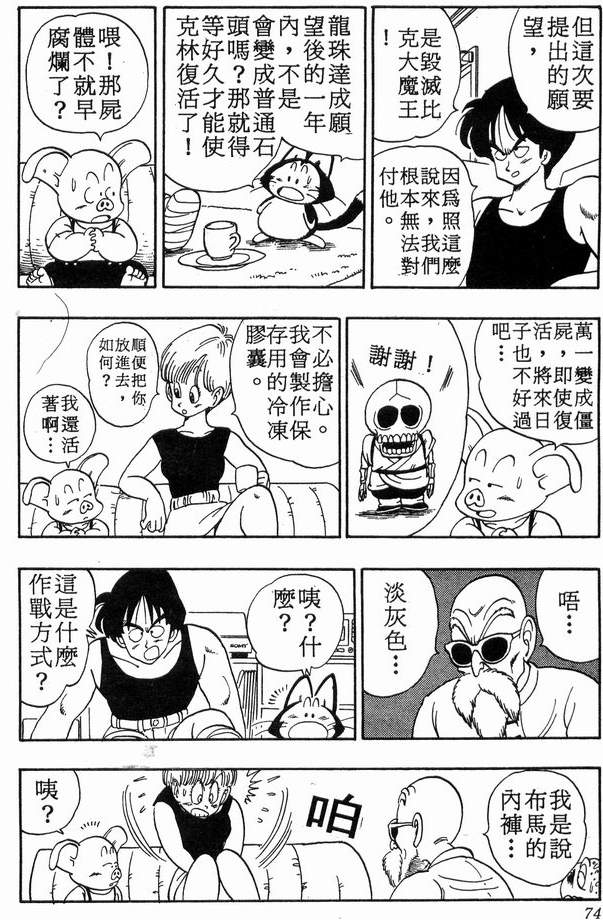 但這次要
提出的願
望，
是毀滅比
克大魔王
！
因為照這麼
說來，我們
根本無法對
付他。
龍珠達成願
望後的一年
內，不是
會變成普通石
頭嗎？那就得
等好久才能使
克林復活了！
喂！那屍
體不就早
腐爛了？
萬一變成僵
屍，即使復
活，將來日
子也不好過
吧…
謝謝！
不必擔心。
我會製作保
存用的冷凍
膠囊。
順便把你
放進去，
如何？
我還活
著啊…
唔…
淡灰色…
咦？什
麼？
SONY
這是什麼
作戰方式？
我是說
布馬的
內褲…
咱
咦？
74